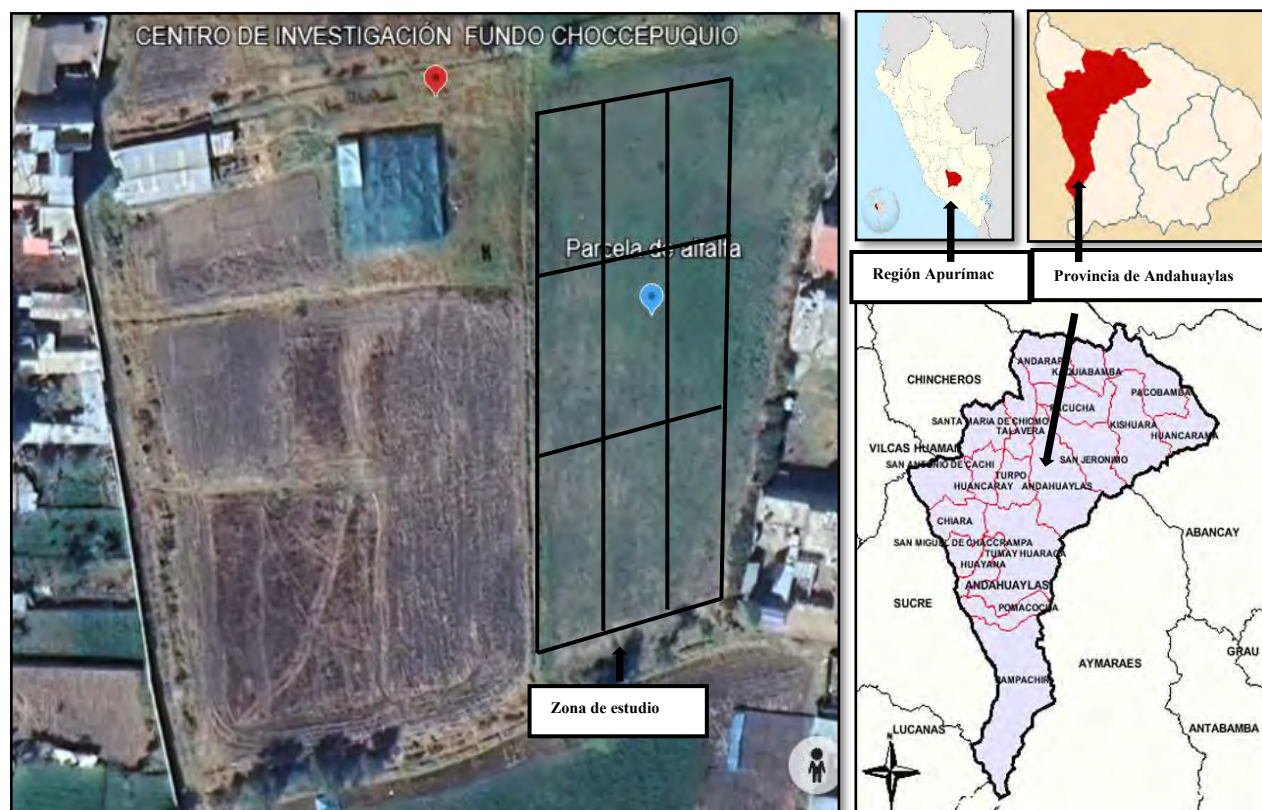 CENTRO DE INVESTIGACIÓN FUNDO CHOCCEPUQUIO
Parcela de alfalfa
Zona de estudio
Región Apurímac
Provincia de Andahuaylas
CHINCHEROS
KAQUIABAMBA
PACOBAMBA
PACUCHA
SANTA MARIA DE CHICMO
TALAVERA
KISHUARA
HUANCARAMA
VILCAS HUAMAN
SAN ANTONIO DE CACHI
SAN JERONIMO
TURPO
HUANCARAY
ANDAHUAYLAS
CHIARA
ABANCAY
SAN MIGUEL DE CHACCRAMPA
TUMAY HUARACA
HUAYANA
ANDAHUAYLAS
SUCRE
POMACOCHA
GRAU
AYMARAES
LUCANAS
ANTABAMBA
N